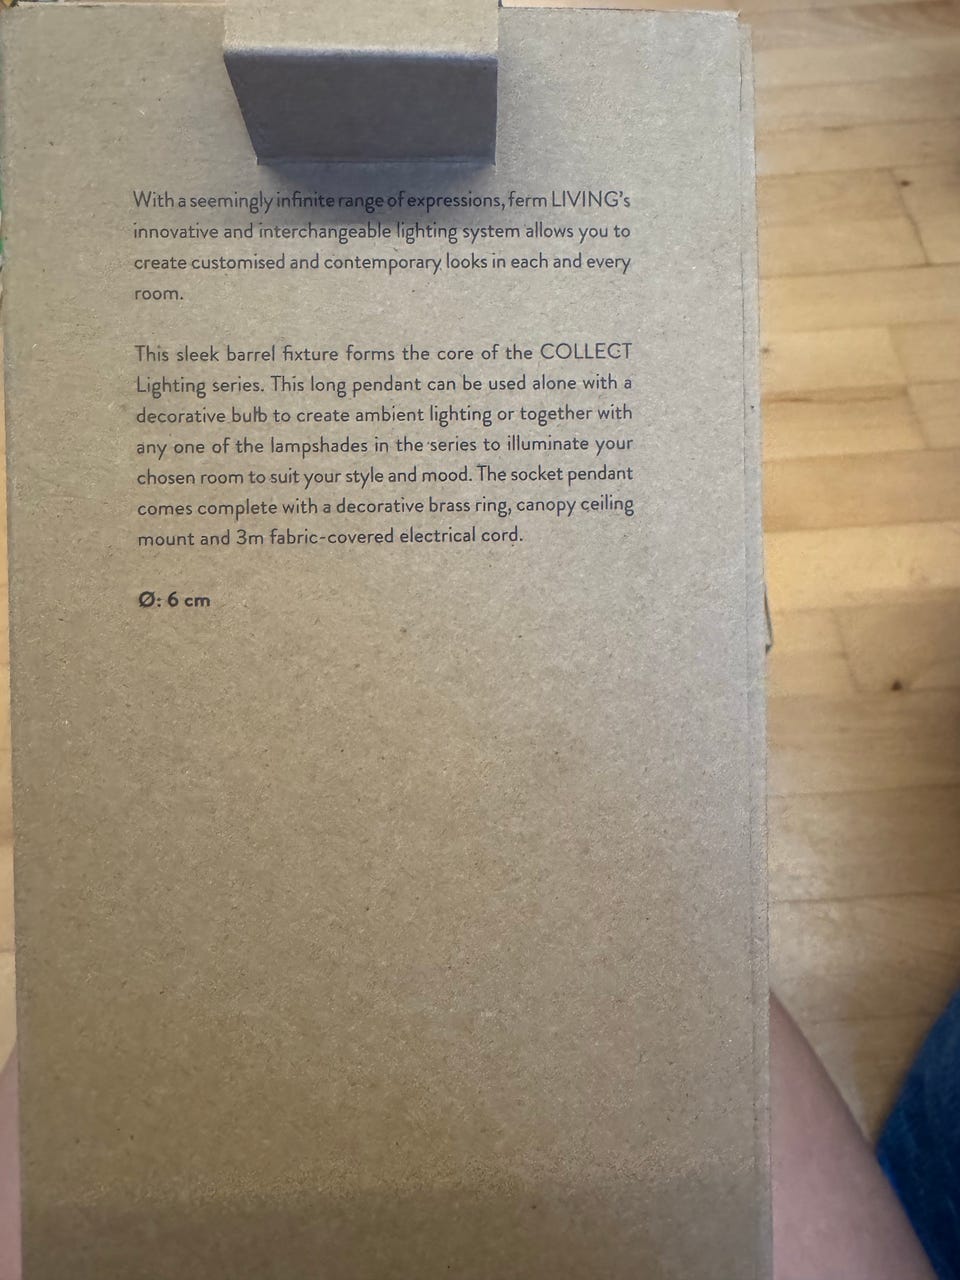 With a seemingly infinite range of expressions, ferm LIVING's
innovative and interchangeable lighting system allows you to
create customised and contemporary looks in each and every
room.
This sleek barrel fixture forms the core of the COLLECT
Lighting series. This long pendant can be used alone with a
decorative bulb to create ambient lighting or together with
any one of the lampshades in the series to illuminate your
chosen room to suit your style and mood. The socket pendant
comes complete with a decorative brass ring, canopy ceiling
mount and 3m fabric-covered electrical cord.
Ø: 6 cm